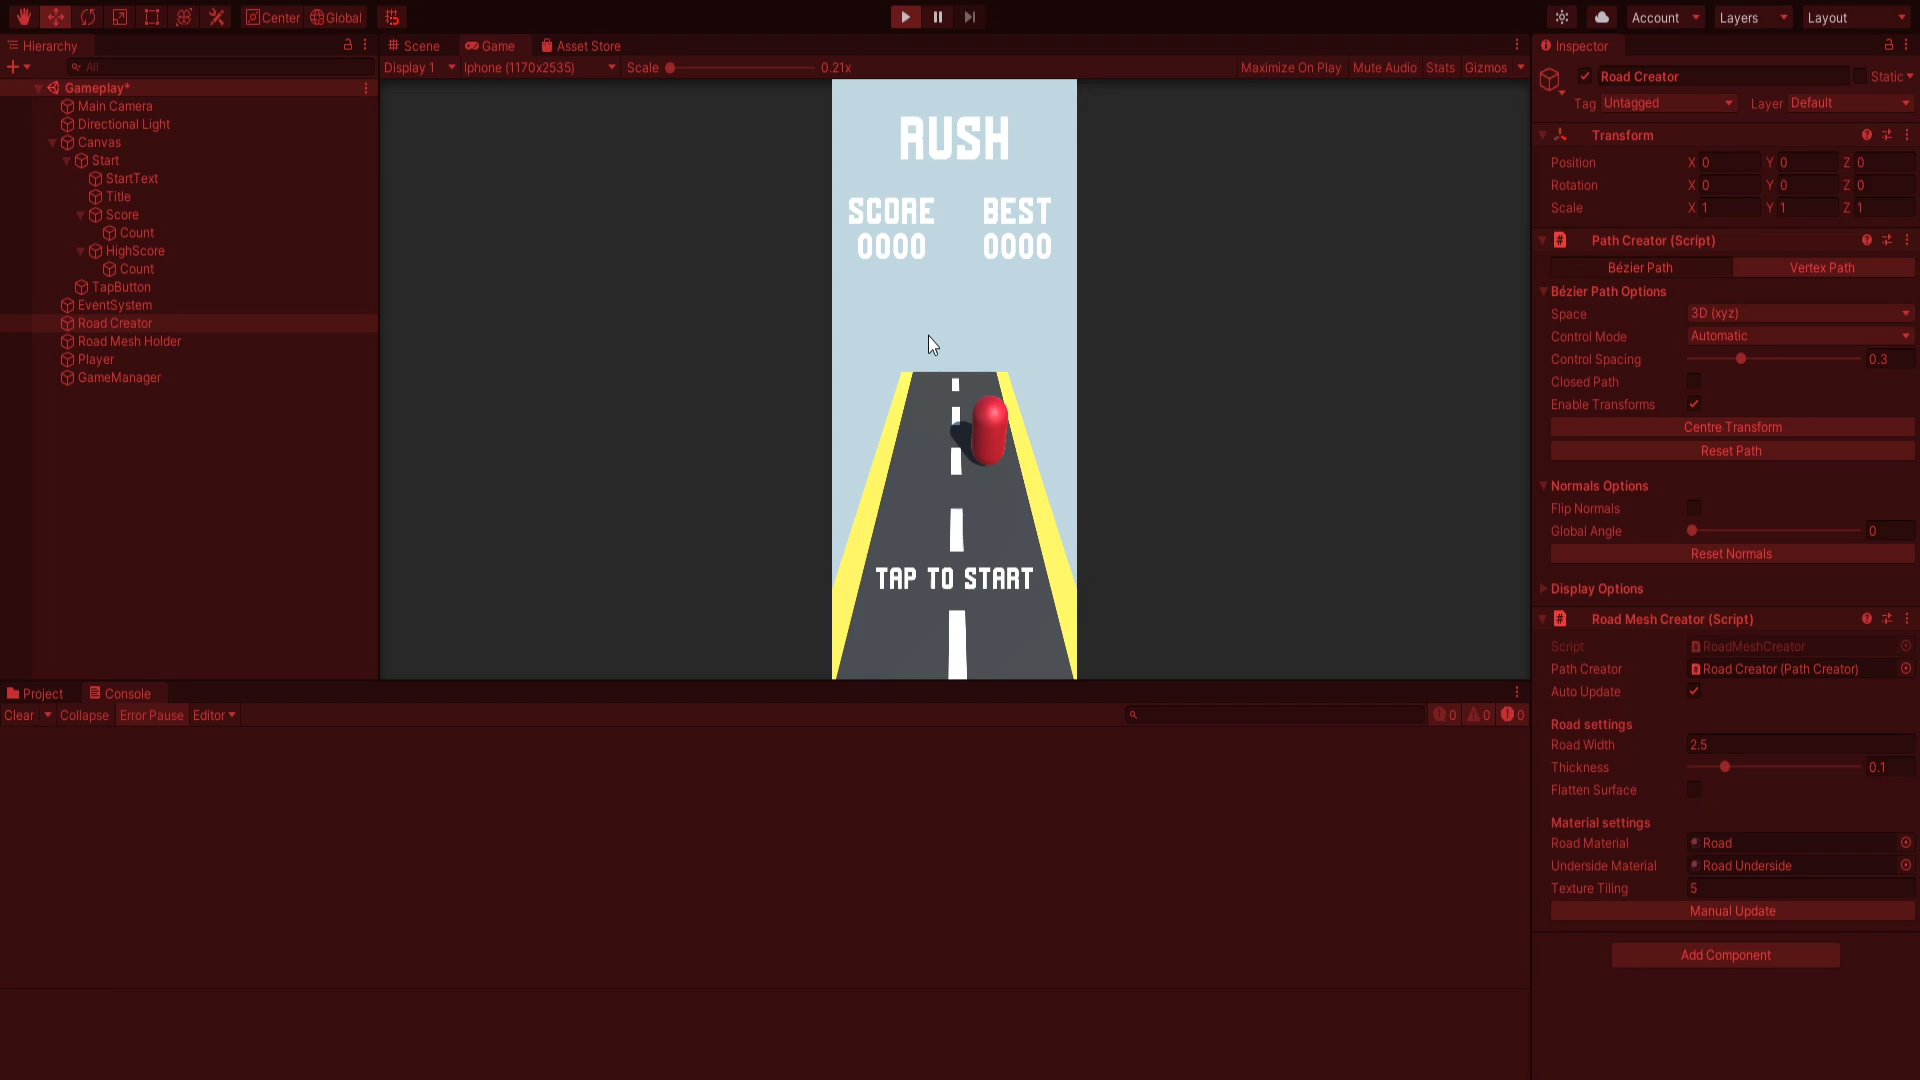 Center Global
Account Layers Layout
Hierarchy
All
Gameplay*
Main Camera
Directional Light
Canvas
Start
StartText
Title
Score
Count
HighScore
Count
TapButton
EventSystem
Road Creator
Road Mesh Holder
Player
GameManager
Scene Game Asset Store
Display 1 Iphone (1170x2535) Scale 0.21x Maximize On Play Mute Audio Stats Gizmos
RUSH
SCORE BEST
0000 0000
TAP TO START
Project Console
Clear Collapse Error Pause Editor 0 0 0
Inspector
Road Creator Static
Tag Untagged Layer Default
Transform
Position X 0 Y 0 Z 0
Rotation X 0 Y 0 Z 0
Scale X 1 Y 1 Z 1
# Path Creator (Script)
Bézier Path Vertex Path
Bézier Path Options
Space 3D (xyz)
Control Mode Automatic
Control Spacing 0.3
Closed Path
Enable Transforms
Centre Transform
Reset Path
Normals Options
Flip Normals
Global Angle 0
Reset Normals
Display Options
# Road Mesh Creator (Script)
Script RoadMeshCreator
Path Creator Road Creator (Path Creator)
Auto Update
Road settings
Road Width 2.5
Thickness 0.1
Flatten Surface
Material settings
Road Material Road
Underside Material Road Underside
Texture Tiling 5
Manual Update
Add Component